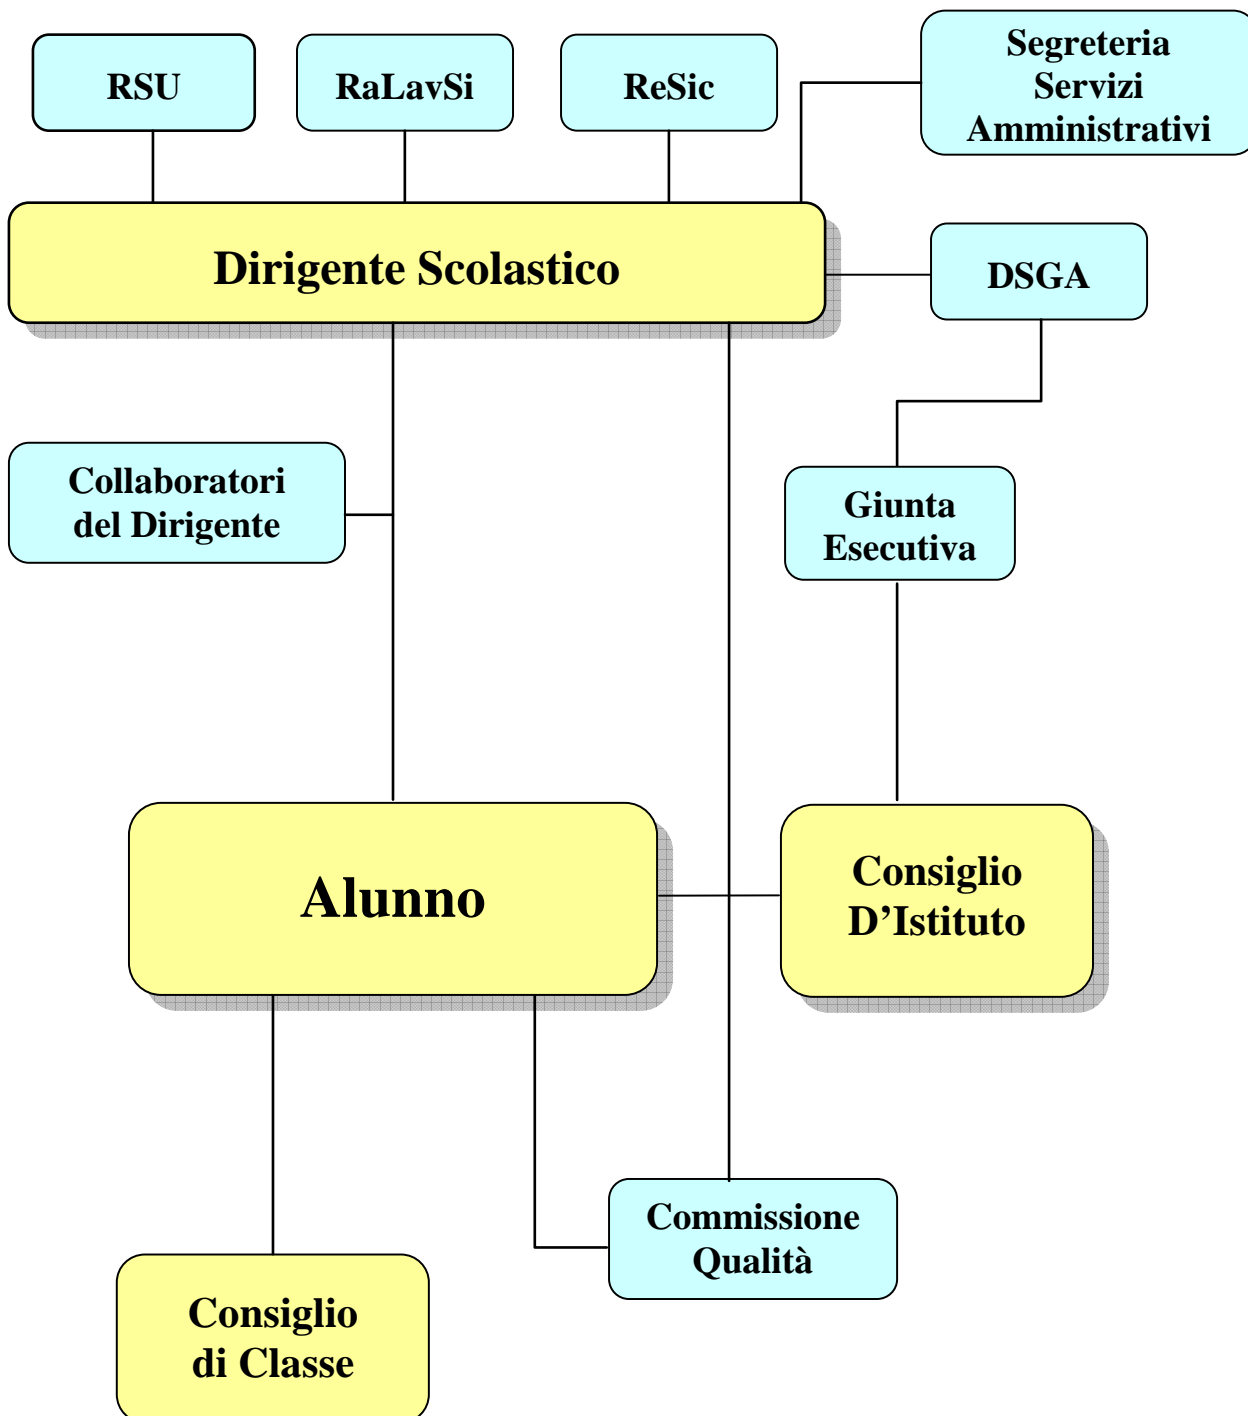 RSU
RaLavSi
ReSic
Segreteria
Servizi
Amministrativi
Dirigente Scolastico
DSGA
Collaboratori
del Dirigente
Giunta
Esecutiva
Alunno
Consiglio
D’Istituto
Commissione
Qualità
Consiglio
di Classe